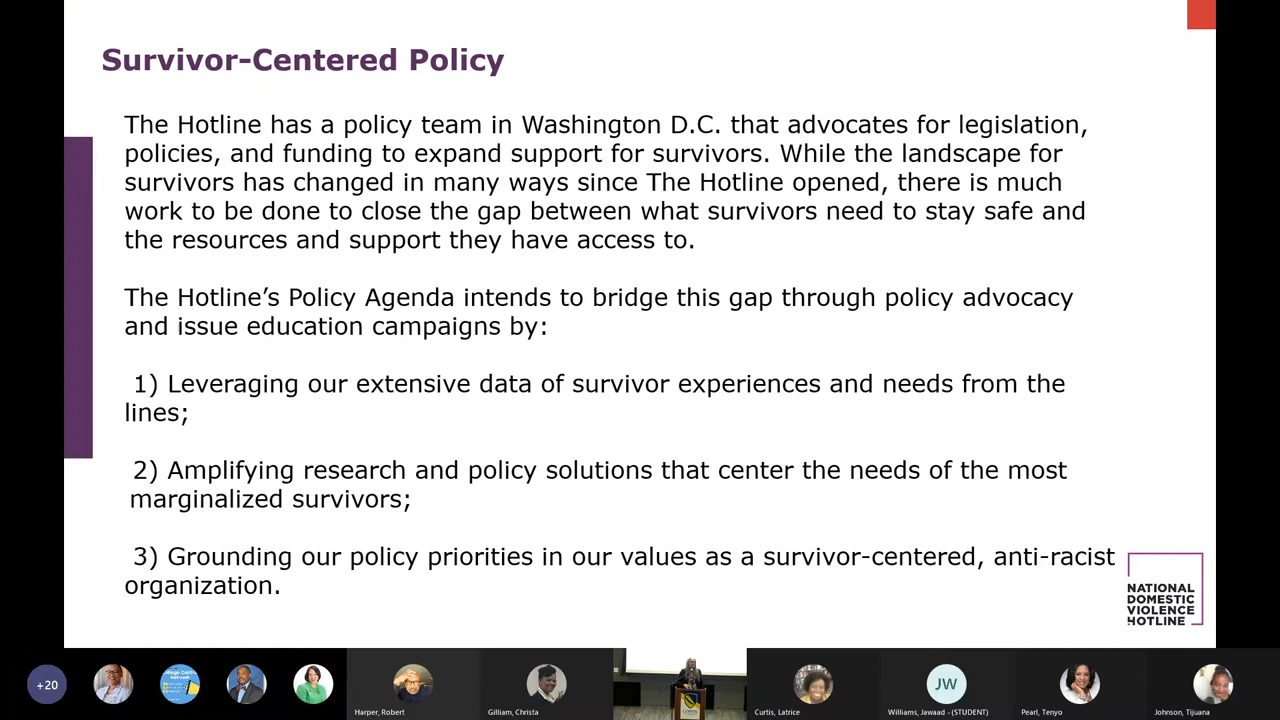 Survivor-Centered Policy
The Hotline has a policy team in Washington D.C. that advocates for legislation,
policies, and funding to expand support for survivors. While the landscape for
survivors has changed in many ways since The Hotline opened, there is much
work to be done to close the gap between what survivors need to stay safe and
the resources and support they have access to.
The Hotline's Policy Agenda intends to bridge this gap through policy advocacy
and issue education campaigns by:
1) Leveraging our extensive data of survivor experiences and needs from the
lines;
2) Amplifying research and policy solutions that center the needs of the most
marginalized survivors;
3) Grounding our policy priorities in our values as a survivor-centered, anti-racist
organization.
NATIONAL
DOMESTIC
VIOLENCE
HOTLINE
+20
JW
Harper, Robert
Gilliam, Christa
Curtis, Latrice
Williams, Jawaad - (STUDENT)
Pearl, Tenyo
Johnson, Tijuana